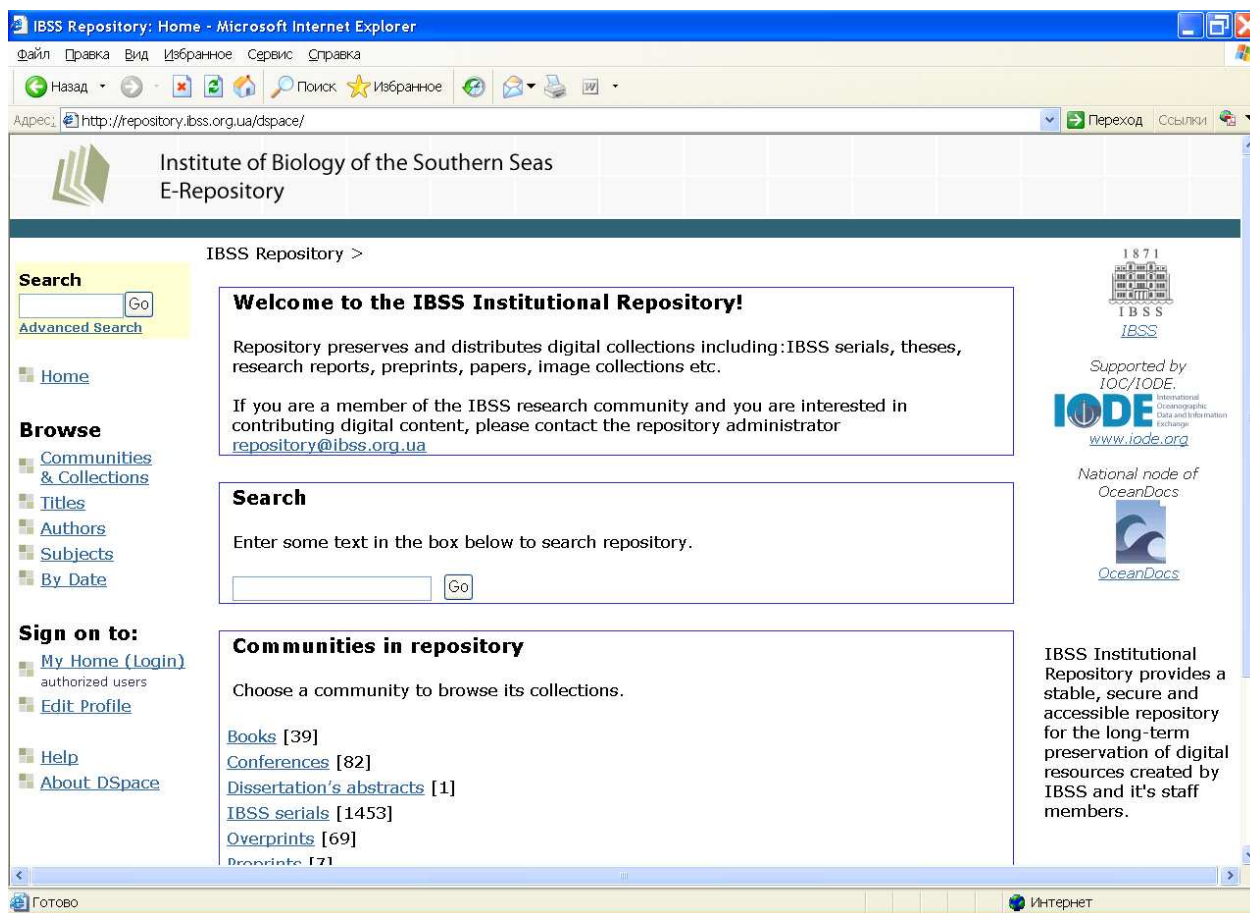 IBSS Repository: Home - Microsoft Internet Explorer
Файл Правка Вид Избранное Сервис Справка
Назад Поиск Избранное
Адрес: http://repository.ibss.org.ua/dspace/ Переход Ссылки
Institute of Biology of the Southern Seas
E-Repository
IBSS Repository >
Search
Go
Advanced Search
Home
Browse
Communities
& Collections
Titles
Authors
Subjects
By Date
Sign on to:
My Home (Login)
authorized users
Edit Profile
Help
About DSpace
Welcome to the IBSS Institutional Repository!
Repository preserves and distributes digital collections including:IBSS serials, theses,
research reports, preprints, papers, image collections etc.
If you are a member of the IBSS research community and you are interested in
contributing digital content, please contact the repository administrator
repository@ibss.org.ua
Search
Enter some text in the box below to search repository.
Go
Communities in repository
Choose a community to browse its collections.
Books [39]
Conferences [82]
Dissertation's abstracts [1]
IBSS serials [1453]
Overprints [69]
Preprints [7]
1871
IBSS
IBSS
Supported by
IOC/IODE.
IODE
International
Oceanographic
Data and Information
Exchange
www.iode.org
National node of
OceanDocs
OceanDocs
IBSS Institutional
Repository provides a
stable, secure and
accessible repository
for the long-term
preservation of digital
resources created by
IBSS and it's staff
members.
Готово Интернет